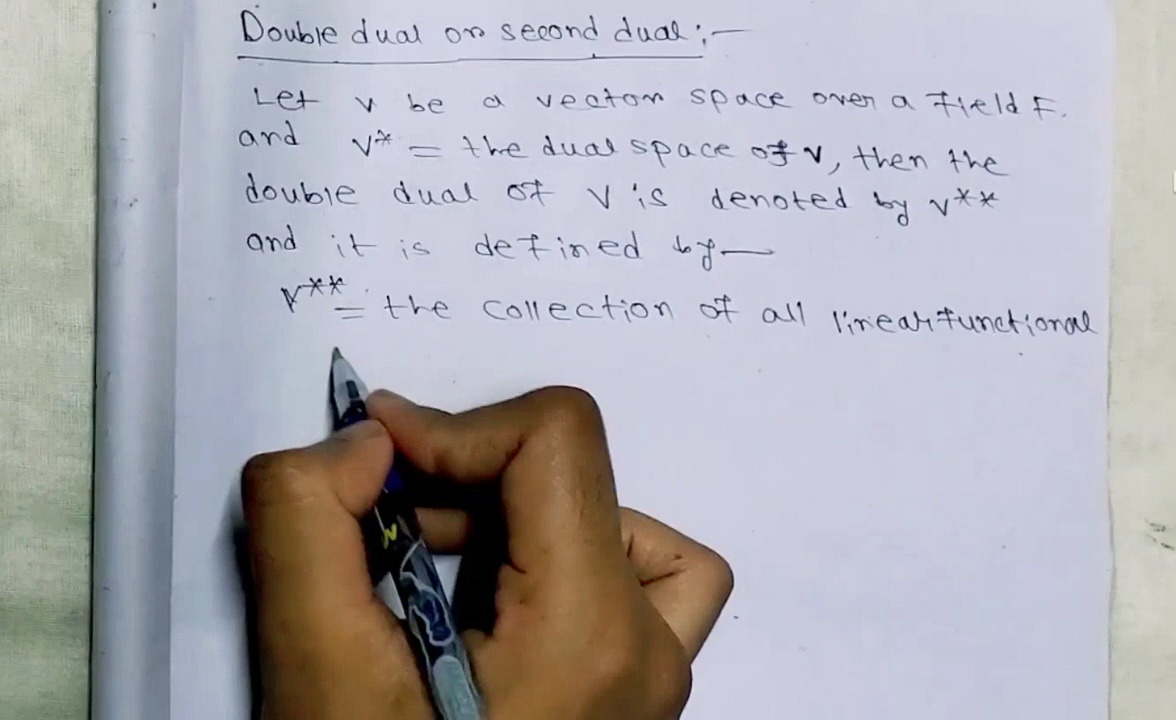 Double dual or second dual :-
Let V be a vector space over a field F.
and V* = the dual space of V, then the
double dual of V is denoted by V**
and it is defined by—
V** = the collection of all linear functional